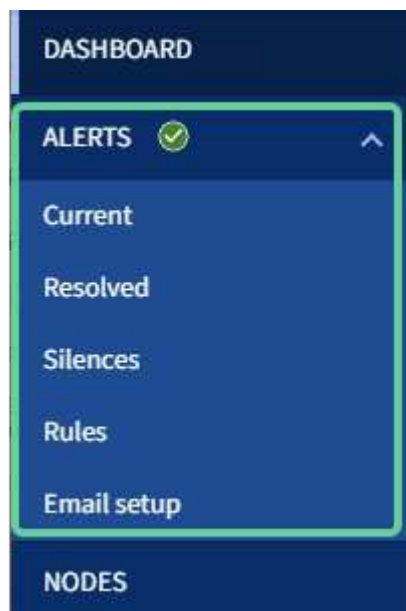 DASHBOARD
ALERTS
Current
Resolved
Silences
Rules
Email setup
NODES